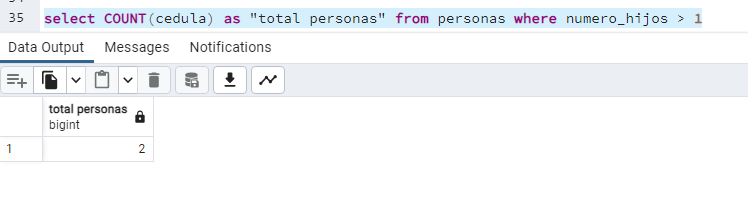 35 select COUNT(cedula) as "total personas" from personas where numero_hijos > 1
Data Output Messages Notifications
total personas
bigint
1 2